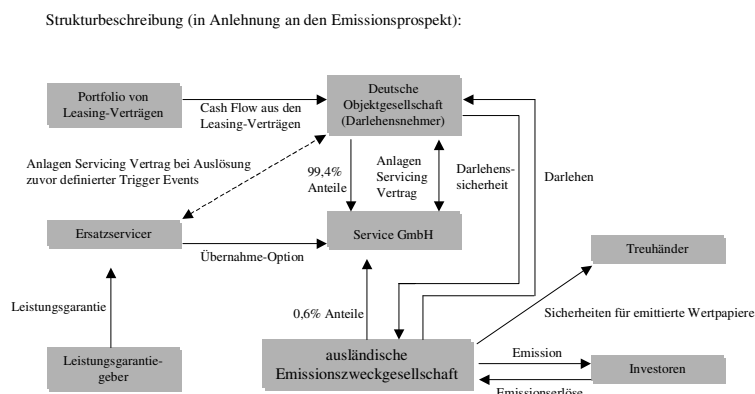 Strukturbeschreibung (in Anlehnung an den Emissionsprospekt):
Portfolio von
Leasing-Verträgen
Cash Flow aus den
Leasing-Verträgen
Deutsche
Objektgesellschaft
(Darlehensnehmer)
Anlagen Servicing Vertrag bei Auslösung
zuvor definierter Trigger Events
99,4%
Anteile
Anlagen
Servicing
Vertrag
Darlehens-
sicherheit
Darlehen
Ersatzservicer
Übernahme-Option
Service GmbH
Treuhänder
Leistungsgarantie
0,6% Anteile
Sicherheiten für emittierte Wertpapiere
Leistungsgarantie-
geber
ausländische
Emissionszweckgesellschaft
Emission
Investoren
Emissionserlöse